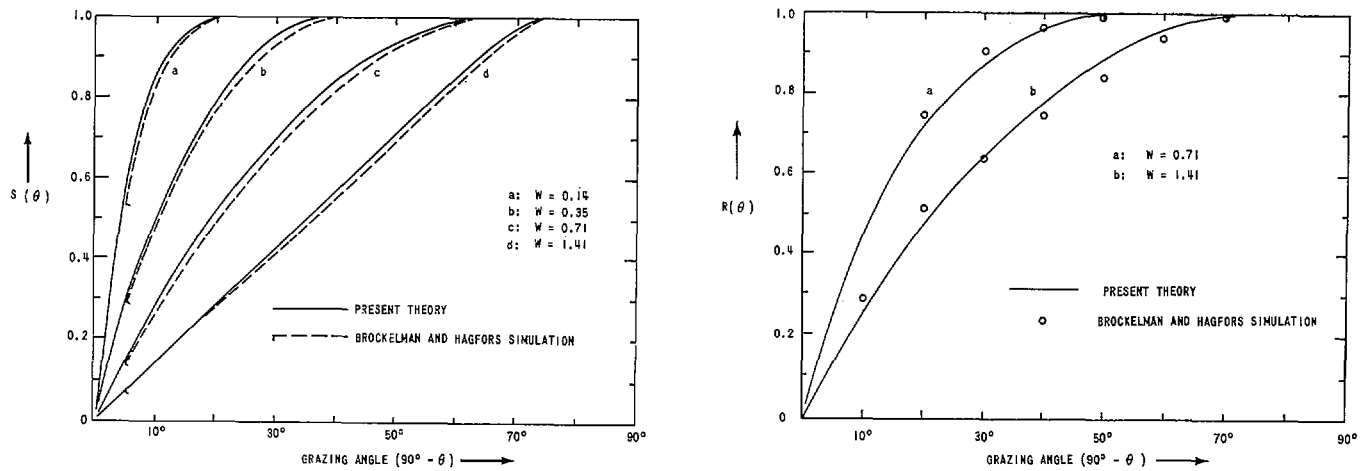 1.0
0.8
0.6
S(θ)
0.4
0.2
0
a
b
c
d
a: W = 0.14
b: W = 0.35
c: W = 0.71
d: W = 1.41
PRESENT THEORY
BROCKELMAN AND HAGFORS SIMULATION
10° 30° 50° 70° 90°
GRAZING ANGLE (90° - θ)
1.0
0.8
0.6
R(θ)
0.4
0.2
0
a
b
a: W = 0.71
b: W = 1.41
PRESENT THEORY
BROCKELMAN AND HAGFORS SIMULATION
10° 30° 50° 70° 90°
GRAZING ANGLE (90° - θ)